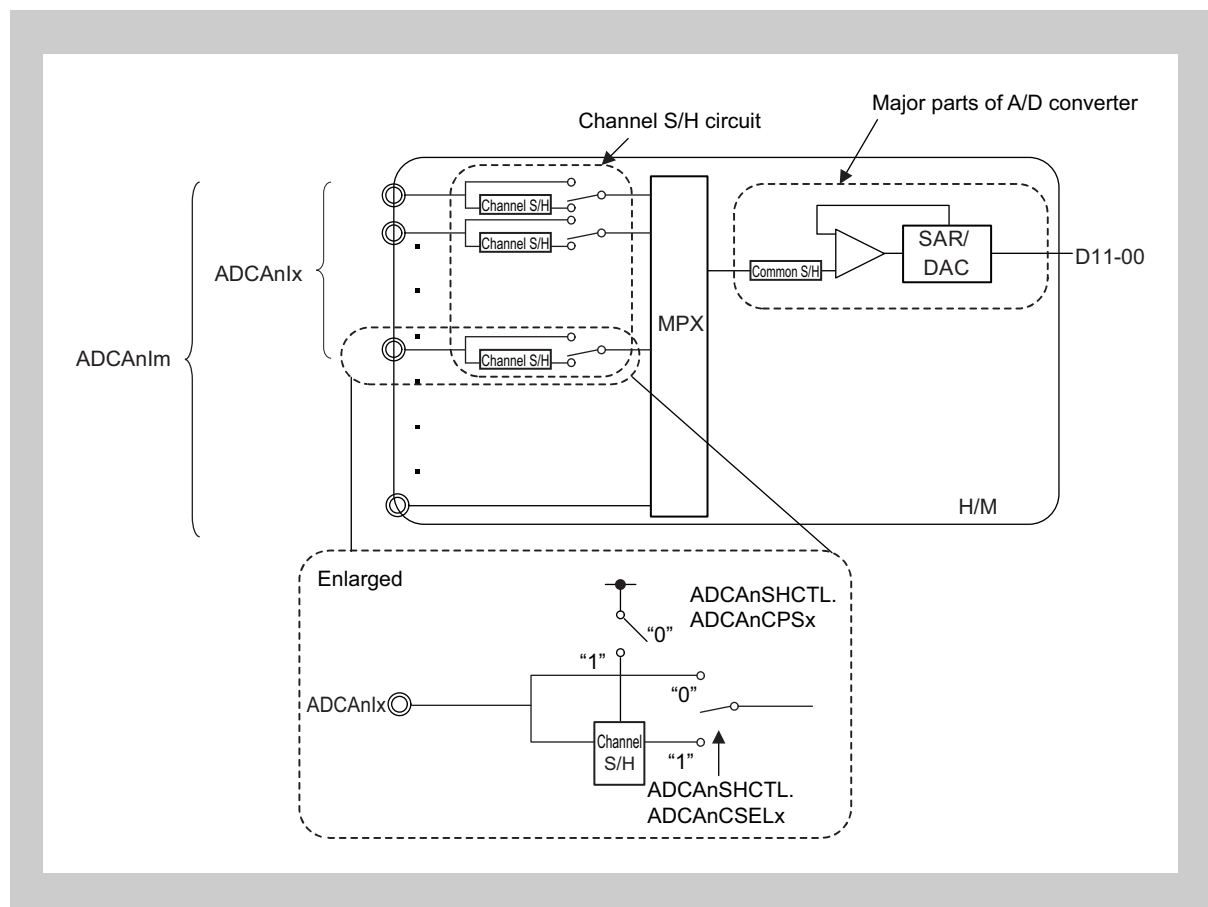 Major parts of A/D converter
Channel S/H circuit
Channel S/H
Channel S/H
SAR/
DAC
D11-00
Common S/H
ADCAnIx
MPX
ADCAnIm
Channel S/H
H/M
Enlarged
ADCAnSHCTL.
ADCAnCPSx
“0”
“1”
“0”
ADCAnIx
Channel
S/H
“1”
ADCAnSHCTL.
ADCAnCSELx